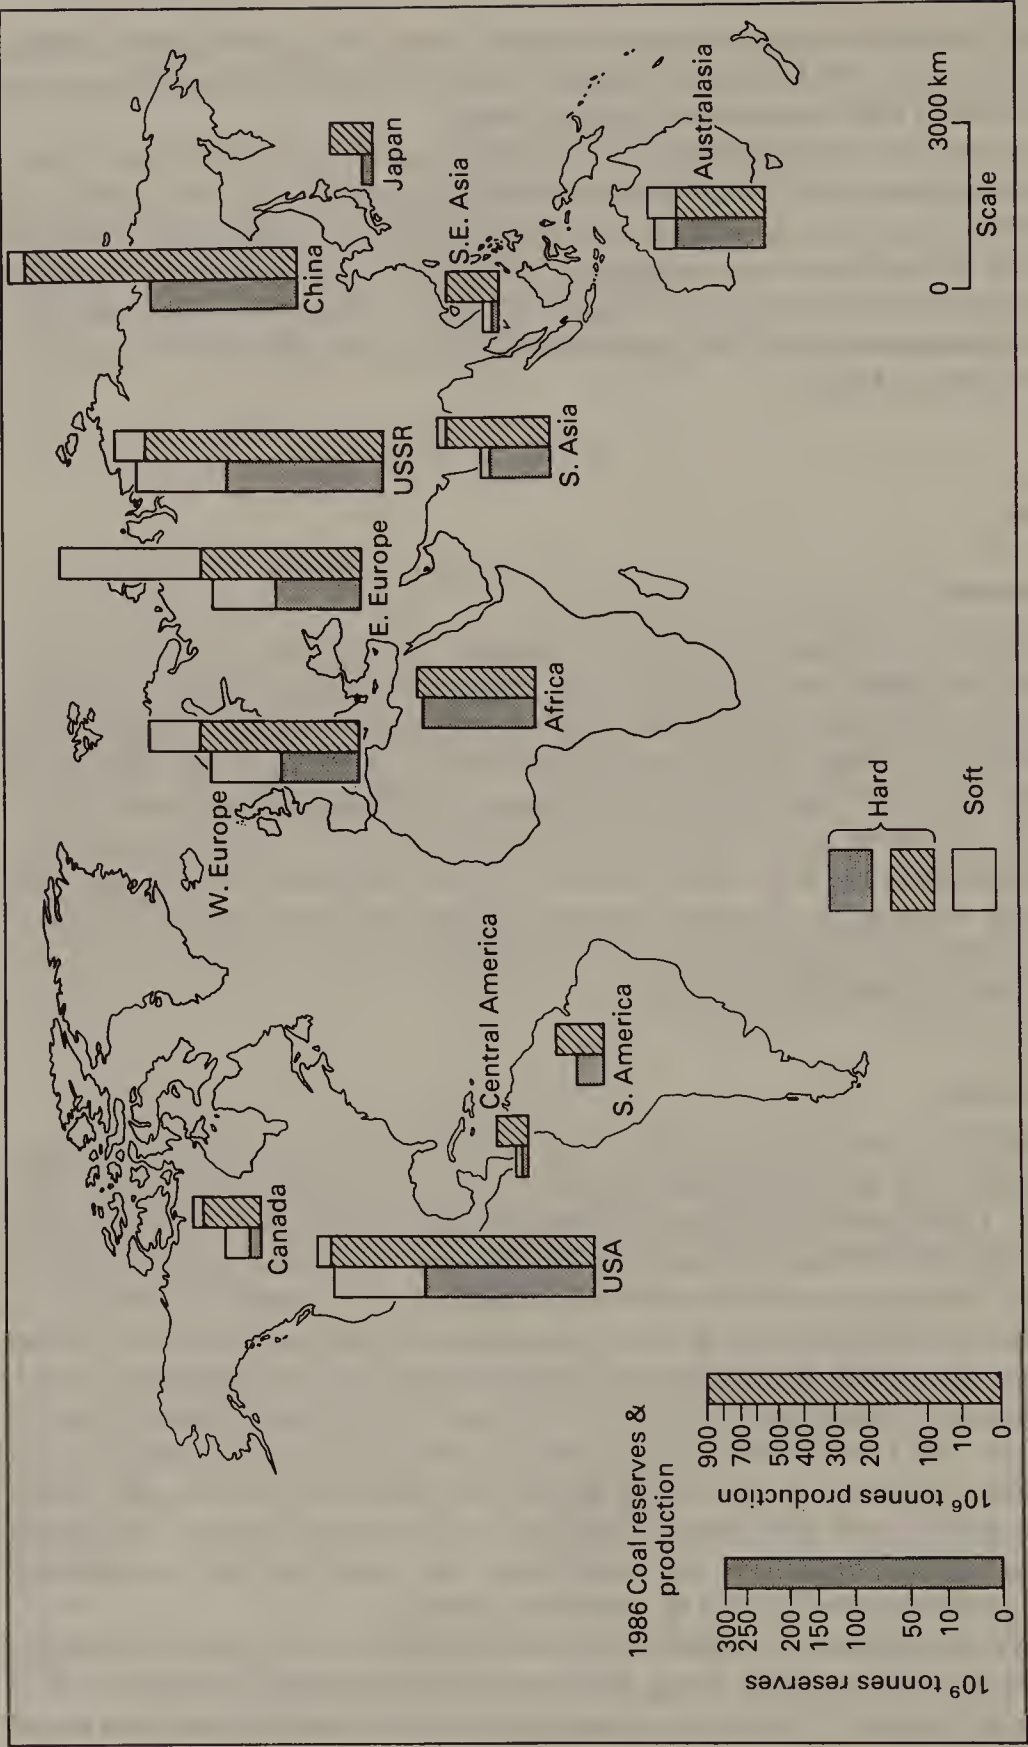 Canada
USA
Central America
S. America
W. Europe
E. Europe
Africa
USSR
S. Asia
China
Japan
S.E. Asia
Australasia
1986 Coal reserves &
production
300
250
200
150
100
50
10
0
10⁹ tonnes reserves
900
700
500
400
300
200
100
10
0
10⁶ tonnes production
Hard
Soft
0 3000 km
Scale